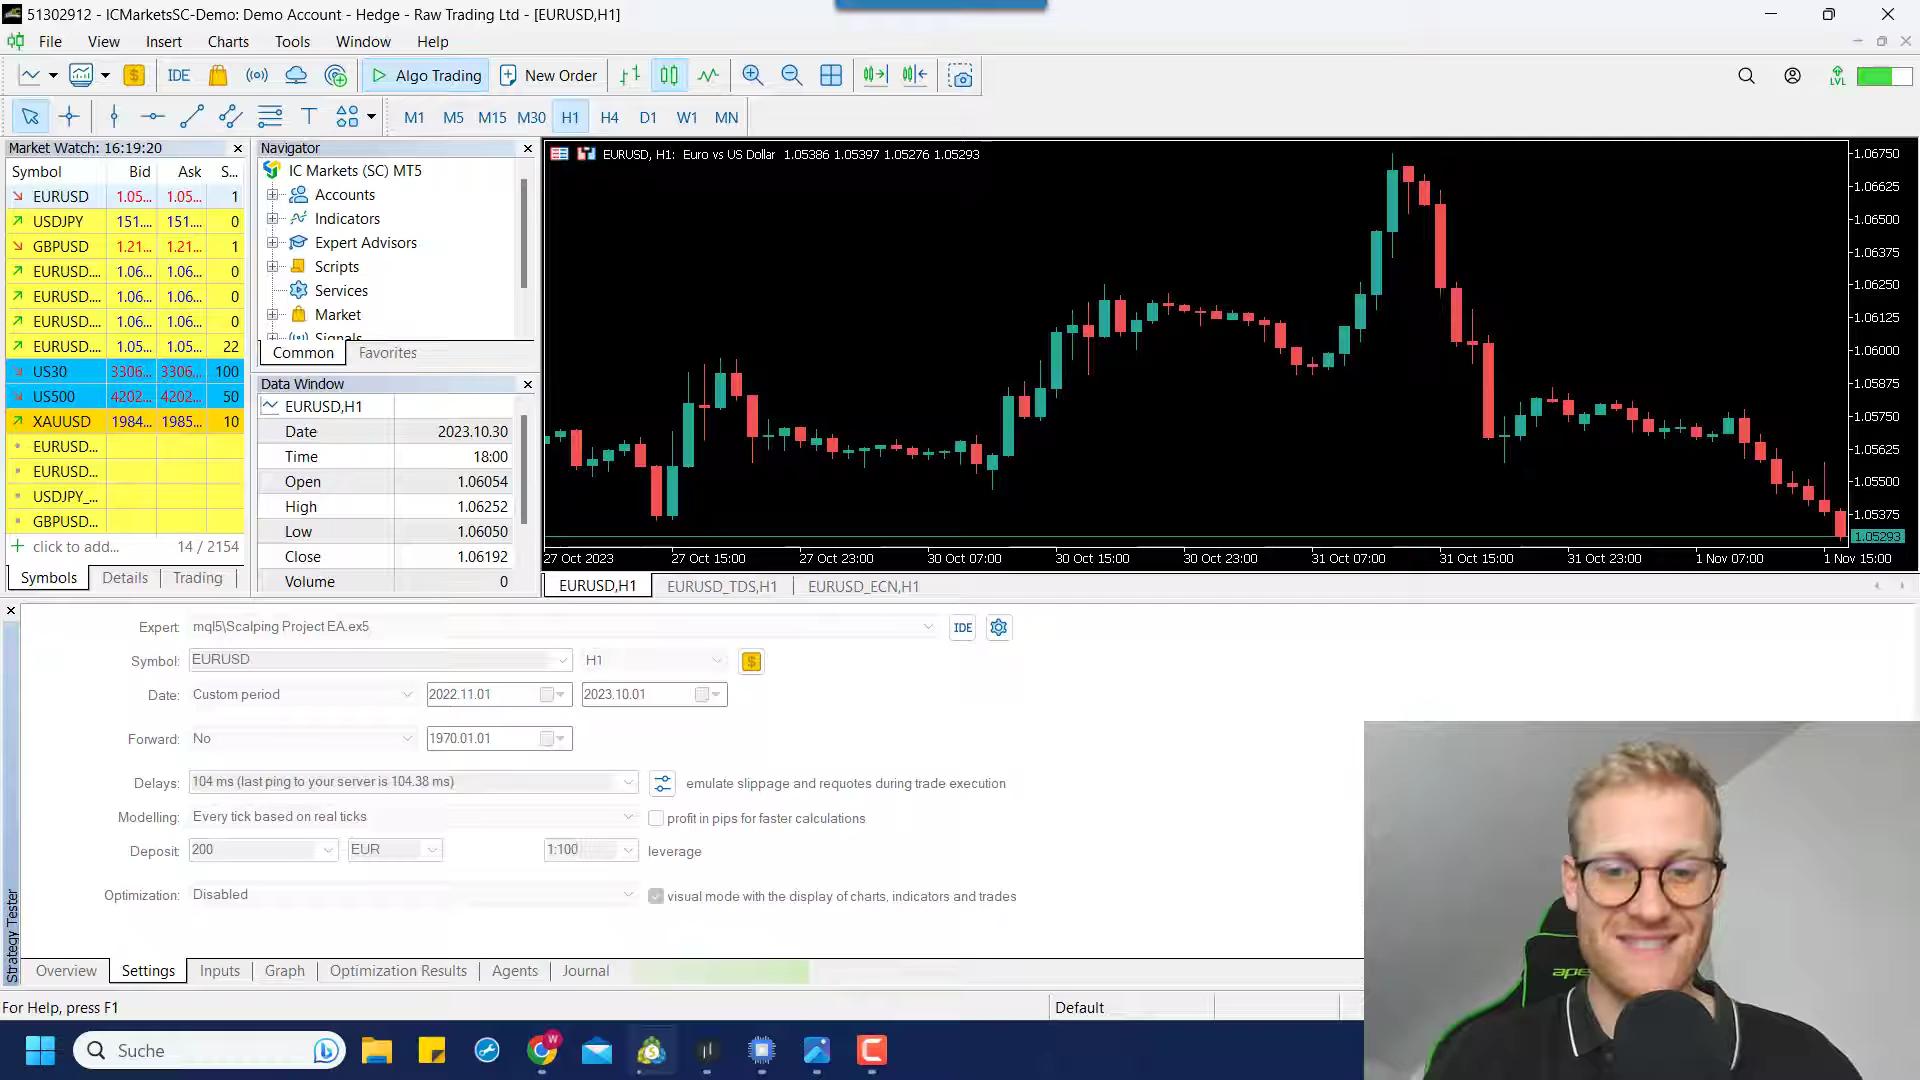 51302912 - ICMarketsSC-Demo: Demo Account - Hedge - Raw Trading Ltd - [EURUSD,H1]
File View Insert Charts Tools Window Help
IDE Algo Trading New Order LVL
M1 M5 M15 M30 H1 H4 D1 W1 MN
Market Watch: 16:19:20
Symbol Bid Ask S...
EURUSD 1.05... 1.05... 1
USDJPY 151.... 151.... 0
GBPUSD 1.21... 1.21... 1
EURUSD.... 1.06... 1.06... 0
EURUSD.... 1.06... 1.06... 0
EURUSD.... 1.06... 1.06... 0
EURUSD.... 1.05... 1.05... 22
US30 3306... 3306... 100
US500 4202... 4202... 50
XAUUSD 1984... 1985... 10
EURUSD...
EURUSD...
USDJPY_...
GBPUSD...
click to add... 14 / 2154
Symbols Details Trading
Navigator
IC Markets (SC) MT5
Accounts
Indicators
Expert Advisors
Scripts
Services
Market
Signals
Common Favorites
Data Window
EURUSD,H1
Date 2023.10.30
Time 18:00
Open 1.06054
High 1.06252
Low 1.06050
Close 1.06192
Volume 0
EURUSD, H1: Euro vs US Dollar 1.05386 1.05397 1.05276 1.05293
1.06750
1.06625
1.06500
1.06375
1.06250
1.06125
1.06000
1.05875
1.05750
1.05625
1.05500
1.05375
1.05293
27 Oct 2023 27 Oct 15:00 27 Oct 23:00 30 Oct 07:00 30 Oct 15:00 30 Oct 23:00 31 Oct 07:00 31 Oct 15:00 31 Oct 23:00 1 Nov 07:00 1 Nov 15:00
EURUSD,H1 EURUSD_TDS,H1 EURUSD_ECN,H1
Expert: mql5\Scalping Project EA.ex5 IDE
Symbol: EURUSD H1
Date: Custom period 2022.11.01 2023.10.01
Forward: No 1970.01.01
Delays: 104 ms (last ping to your server is 104.38 ms) emulate slippage and requotes during trade execution
Modelling: Every tick based on real ticks profit in pips for faster calculations
Deposit: 200 EUR 1:100 leverage
Optimization: Disabled visual mode with the display of charts, indicators and trades
Strategy Tester
Overview Settings Inputs Graph Optimization Results Agents Journal
For Help, press F1 Default
Suche
W
ape